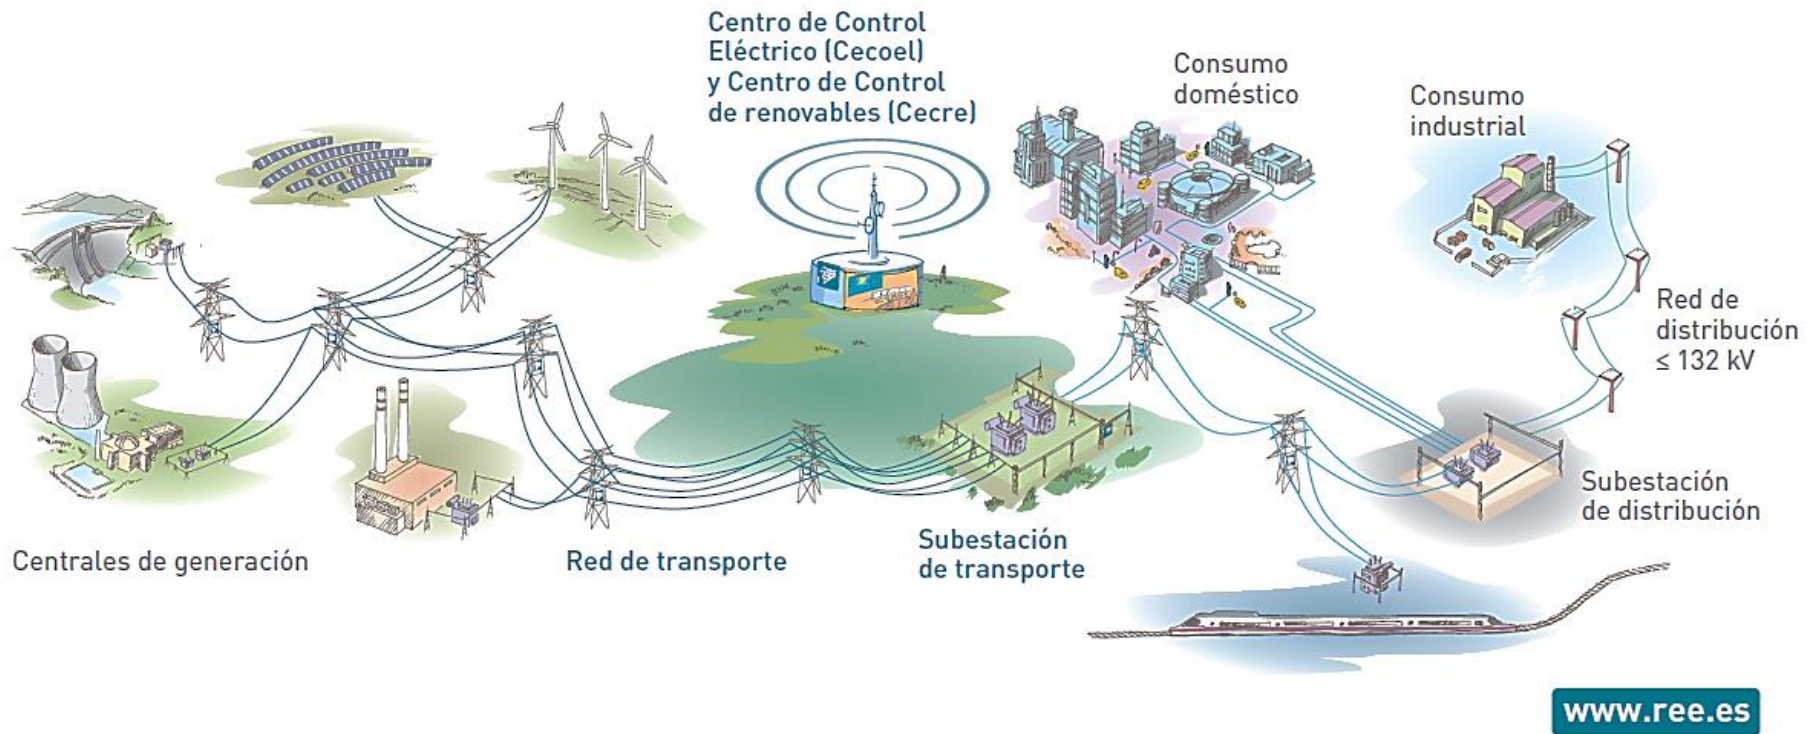 Centro de Control
Eléctrico (Cecoel)
y Centro de Control
de renovables (Cecre)
Consumo
doméstico
Consumo
industrial
Red de
distribución
≤ 132 kV
Subestación
de distribución
Centrales de generación
Red de transporte
Subestación
de transporte
www.ree.es